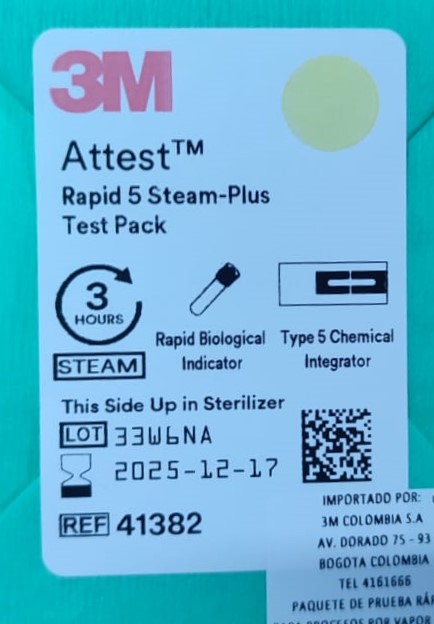 3M
Attest™
Rapid 5 Steam-Plus
Test Pack
3
HOURS
STEAM
Rapid Biological
Indicator
Type 5 Chemical
Integrator
This Side Up in Sterilizer
LOT 33W6NA
2025-12-17
REF 41382
IMPORTADO POR:
3M COLOMBIA S.A
AV. DORADO 75 - 93
BOGOTA COLOMBIA
TEL 4161666
PAQUETE DE PRUEBA
POR VAPOR